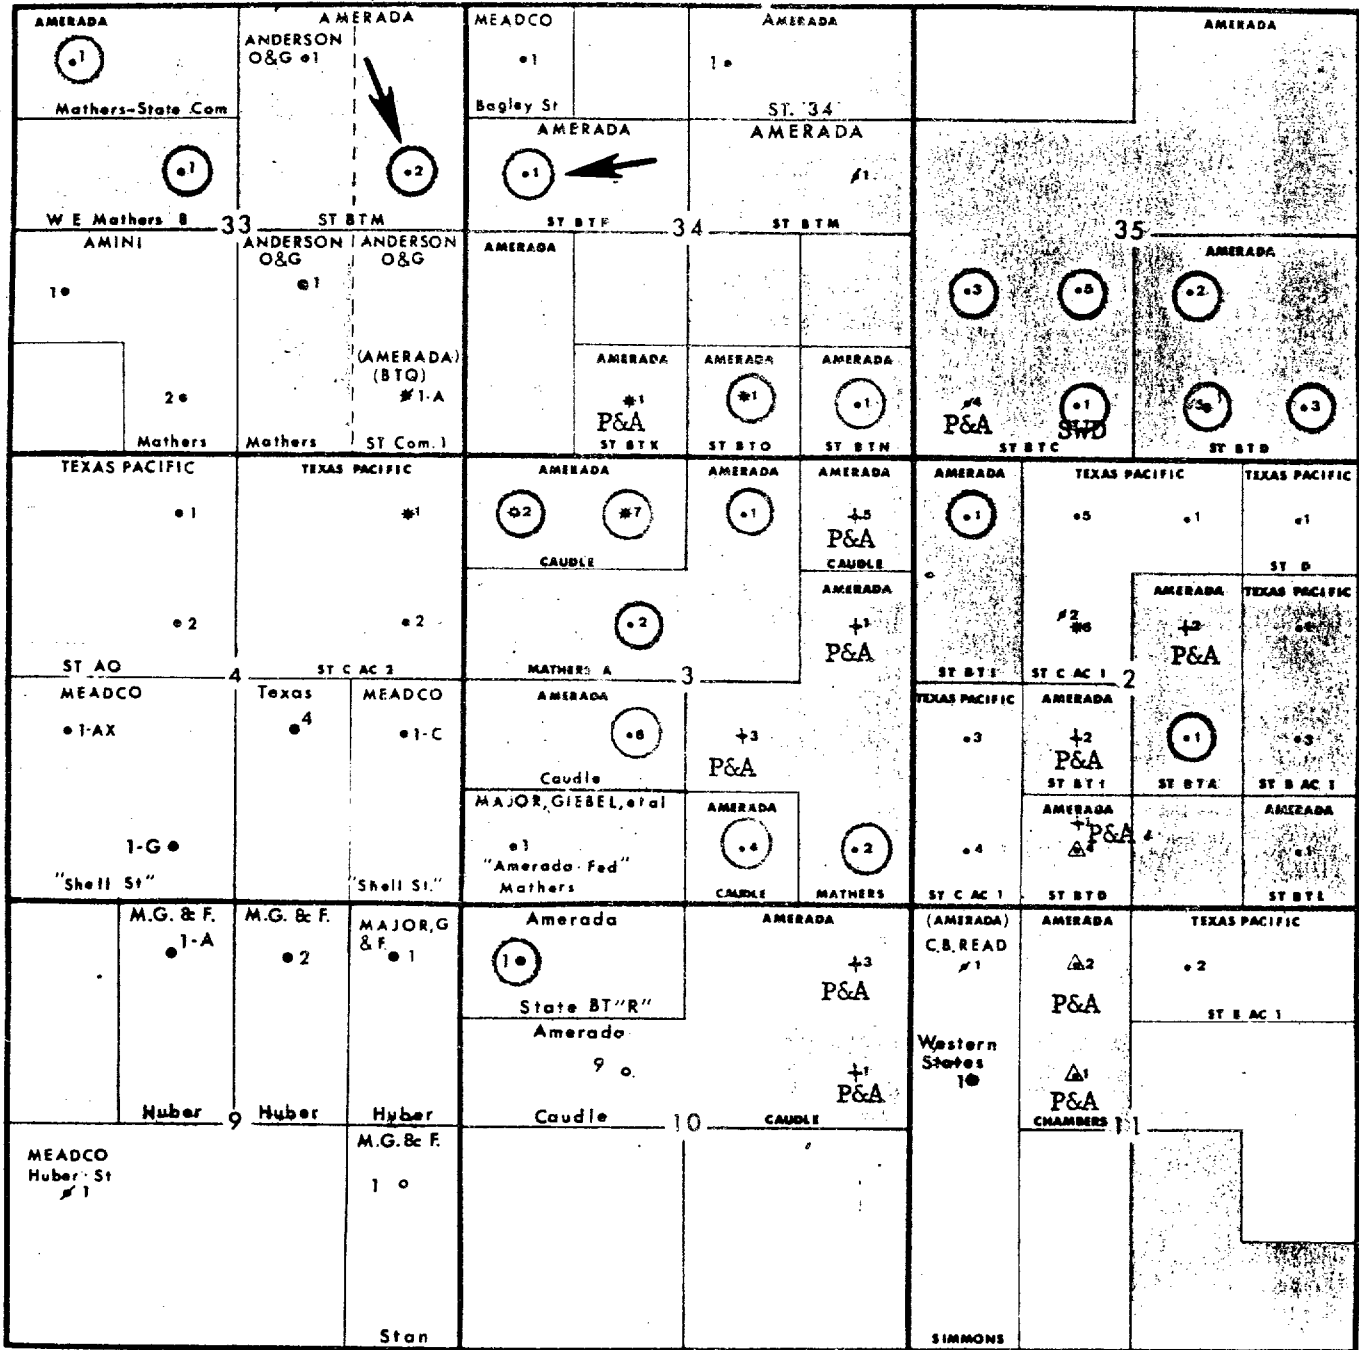 AMERADA
1
Mathers-State Com
ANDERSON
O&G 1
AMERADA
1
W E Mathers B
2
ST BTM
33
AMINI
1
2
Mathers
ANDERSON
O&G
1
Mathers
ANDERSON
O&G
(AMERADA)
(BTQ)
1-A
ST Com. 1
MEADCO
1
Bagley St
AMERADA
1
ST. "34"
AMERADA
1
ST BTF
AMERADA
1
ST BTM
34
AMERADA
AMERADA
1
P&A
ST BTK
AMERADA
1
ST BTO
AMERADA
1
ST BTN
AMERADA
35
3
5
4
P&A
1
SWD
ST BTC
AMERADA
2
3
ST BTD
TEXAS PACIFIC
1
2
ST AO
TEXAS PACIFIC
1
2
ST C AC 2
4
MEADCO
1-AX
1-G
"Shell St"
Texas
4
MEADCO
1-C
"Shell St."
AMERADA
2
7
CAUDLE
AMERADA
1
2
MATHERS A
AMERADA
5
P&A
CAUDLE
AMERADA
1
P&A
3
AMERADA
6
Caudle
3
P&A
MAJOR, GIEBEL, et al
1
"Amerada-Fed"
Mathers
AMERADA
4
CAUDLE
2
MATHERS
AMERADA
1
TEXAS PACIFIC
5
1
TEXAS PACIFIC
1
ST D
2
6
ST C AC 1
AMERADA
2
P&A
TEXAS PACIFIC
2
TEXAS PACIFIC
3
4
ST C AC 1
AMERADA
2
P&A
ST BTI
1
ST BTA
3
ST B AC 1
AMERADA
1
P&A
4
ST BTD
AMERADA
1
ST BTL
M.G. & F.
1-A
Huber
M.G. & F.
2
Huber
MAJOR, G
& F.
1
Huber
9
MEADCO
Huber St
1
M.G. & F.
1
Stan
Amerada
1
State BT"R"
Amerada
9
Caudle
AMERADA
3
P&A
1
P&A
CAUDLE
10
(AMERADA)
C.B. READ
1
Western
States
1
SIMMONS
AMERADA
2
P&A
1
P&A
CHAMBERS
11
TEXAS PACIFIC
2
ST E AC 1